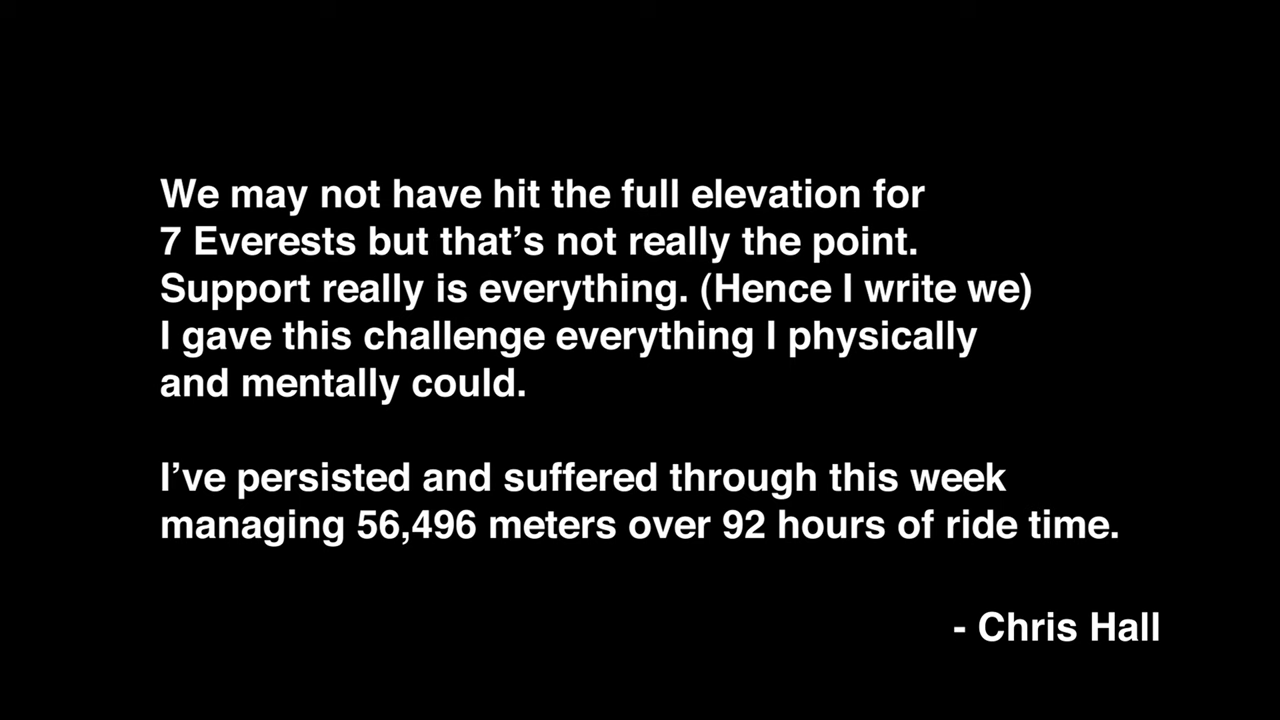 We may not have hit the full elevation for
7 Everests but that’s not really the point.
Support really is everything. (Hence I write we)
I gave this challenge everything I physically
and mentally could.
I’ve persisted and suffered through this week
managing 56,496 meters over 92 hours of ride time.
- Chris Hall